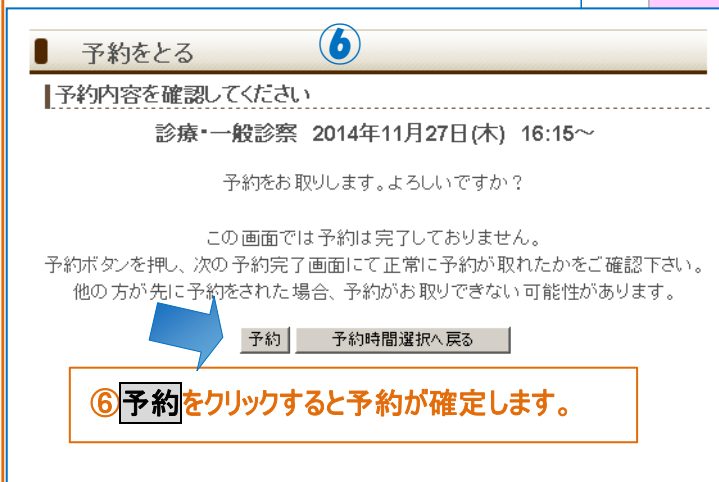 予約をとる ⑥
予約内容を確認してください
診療・一般診察 2014年11月27日(木) 16:15～
予約をお取りします。よろしいですか？
この画面では予約は完了しておりません。
予約ボタンを押し、次の予約完了画面にて正常に予約が取れたかをご確認下さい。
他の方が先に予約をされた場合、予約がお取りできない可能性があります。
予約 予約時間選択へ戻る
⑥予約をクリックすると予約が確定します。